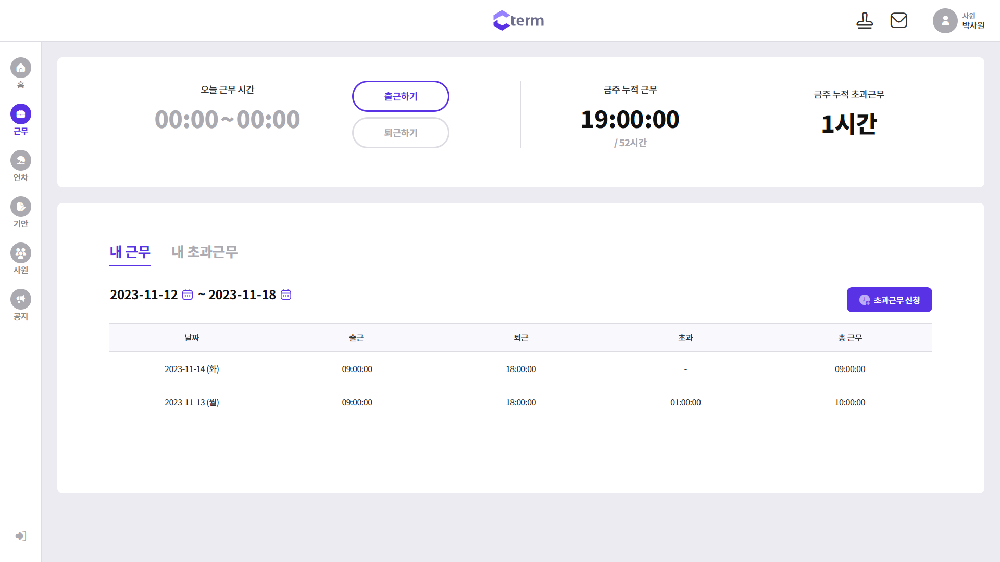 term
사원
박사원
홈
근무
연차
기안
사원
공지
오늘 근무 시간
00:00 ~ 00:00
출근하기
퇴근하기
금주 누적 근무
19:00:00
/ 52시간
금주 누적 초과근무
1시간
내 근무 내 초과근무
2023-11-12 ~ 2023-11-18
초과근무 신청
날짜 출근 퇴근 초과 총 근무
2023-11-14 (화) 09:00:00 18:00:00 - 09:00:00
2023-11-13 (월) 09:00:00 18:00:00 01:00:00 10:00:00